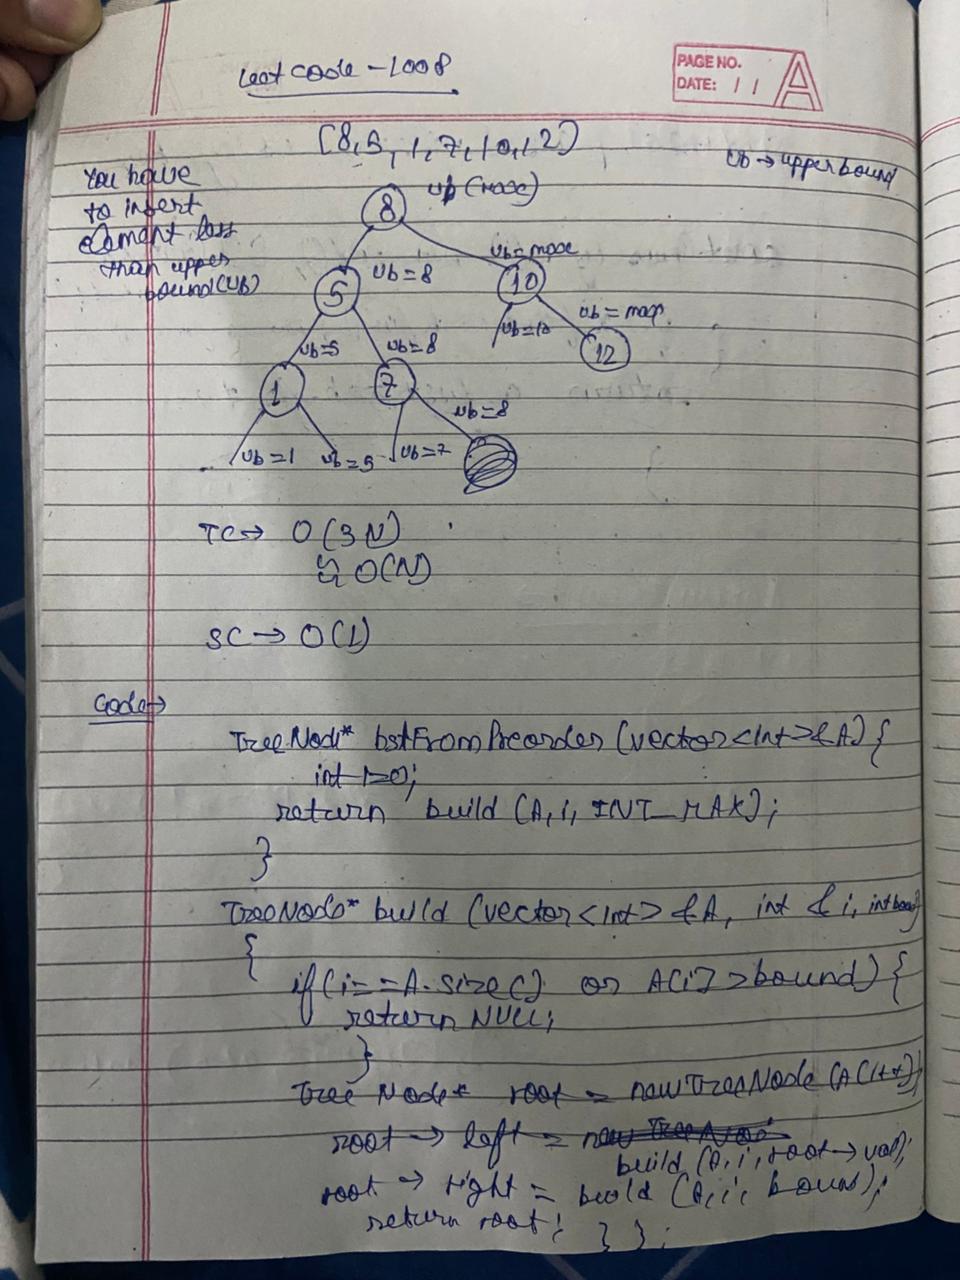 Leetcode - 1008
PAGE NO.
DATE: / /
[8,5,1,7,10,12]
ub → upper bound
You have
to insert
element less
than upper
bound(ub)
ub (max)
8
ub=max
ub=8
5
10
ub=max
ub=5
ub=8
ub=10
12
1
7
ub=8
ub=1
ub=5
ub=7
TC→ O(3N)
≈ O(N)
SC → O(1)
Code→
TreeNode* bstFromPreorder (vector<int>&A) {
int i=0;
return build (A, i, INT_MAX);
}
TreeNode* build (vector<int> &A, int &i, int bound)
{
if (i==A.size() or A[i] >bound) {
return NULL;
}
Tree Node* root = new TreeNode (A[i++]);
root → left =
build (A, i, root→val);
root → right = build (A, i, bound);
return root; } };